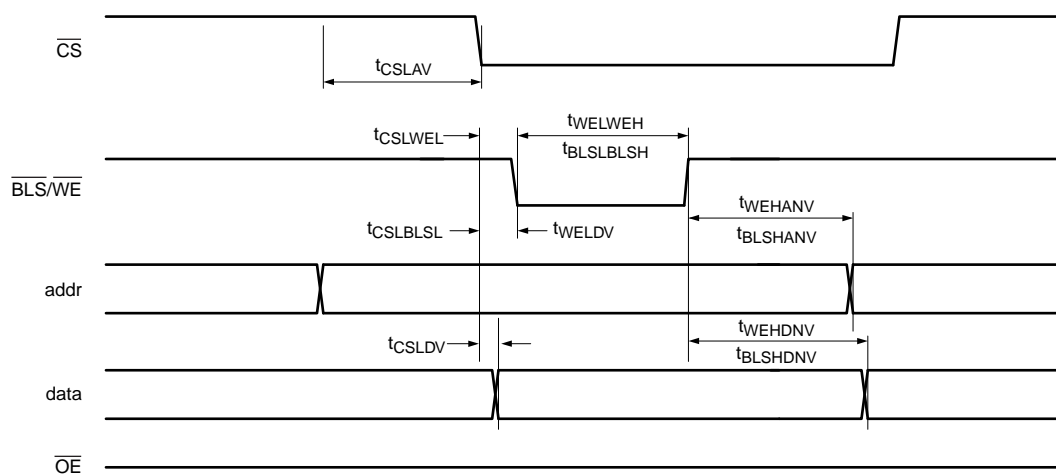 CS
tCSLAV
tCSLWEL
tWELWEH
tBLSLBLSH
BLS/WE
tCSLBLSL
tWELDV
tWEHANV
tBLSHANV
addr
tCSLDV
tWEHDNV
tBLSHDNV
data
OE